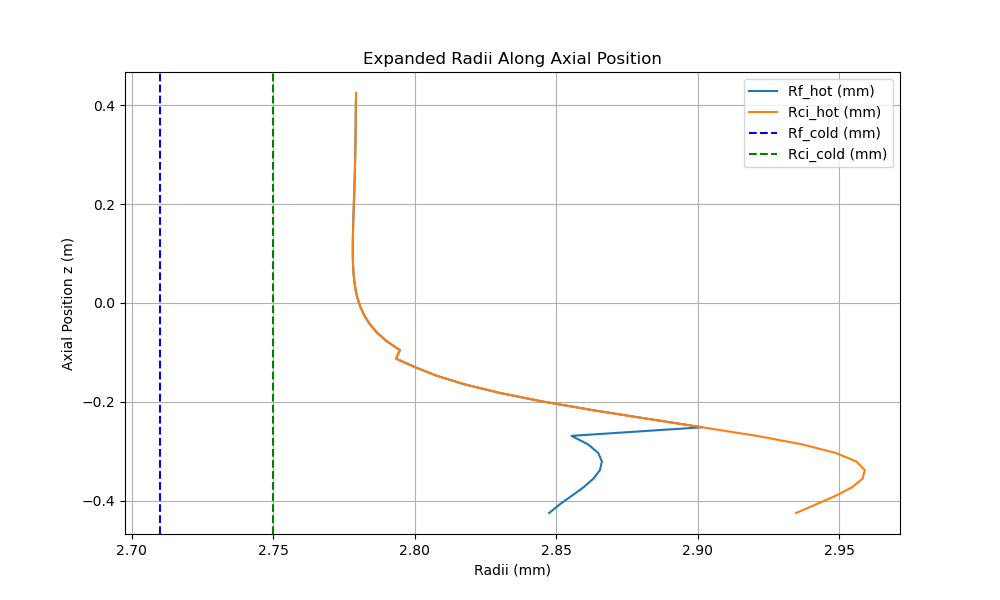 Expanded Radii Along Axial Position
Rf_hot (mm)
Rci_hot (mm)
Rf_cold (mm)
Rci_cold (mm)
Axial Position z (m)
0.4
0.2
0.0
−0.2
−0.4
2.70 2.75 2.80 2.85 2.90 2.95
Radii (mm)